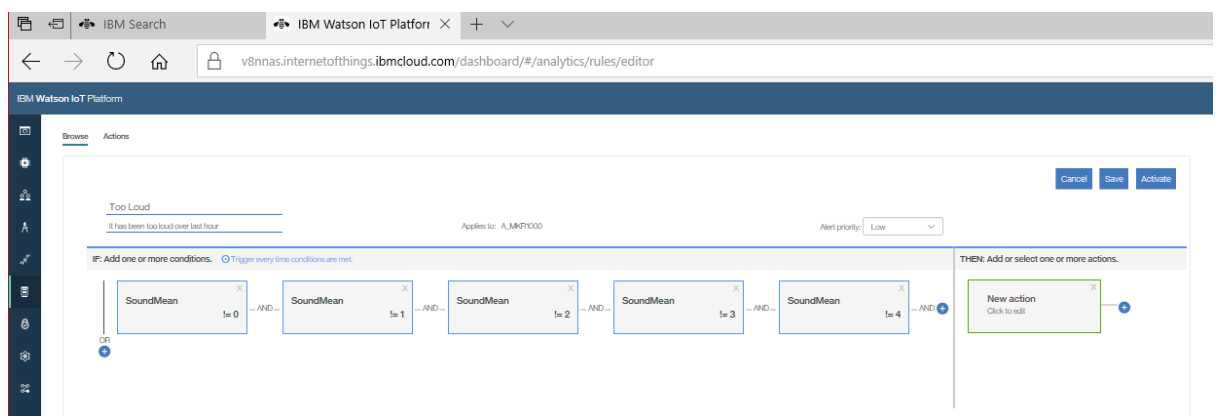 IBM Search
IBM Watson IoT Platforr
v8nnas.internetofthings.ibmcloud.com/dashboard/#/analytics/rules/editor
IBM Watson IoT Platform
Browse Actions
Cancel Save Activate
Too Loud
It has been too loud over last hour Applies to: A_MKR1000 Alert priority: Low
IF: Add one or more conditions. Trigger every time conditions are met. THEN: Add or select one or more actions.
SoundMean X SoundMean X SoundMean X SoundMean X SoundMean X New action X
!= 0 ... AND ... != 1 ... AND ... != 2 ... AND ... != 3 ... AND ... != 4 ... AND Click to edit
OR